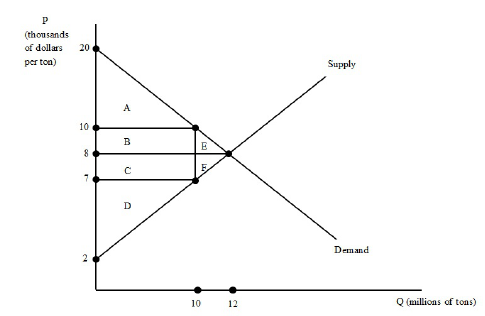 P
(thousands
of dollars
per ton)
20
Supply
A
10
B
E
8
C
F
7
D
2
Demand
10 12
Q (millions of tons)